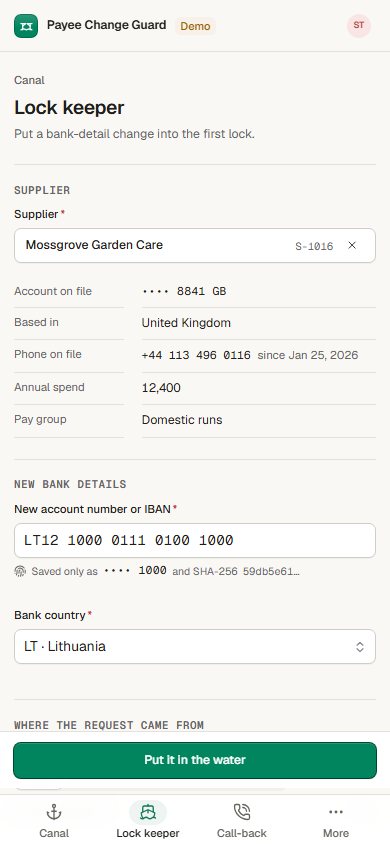 Payee Change Guard Demo ST
Canal
Lock keeper
Put a bank-detail change into the first lock.
SUPPLIER
Supplier *
Mossgrove Garden Care S-1016 ×
Account on file •••• 8841 GB
Based in United Kingdom
Phone on file +44 113 496 0116 since Jan 25, 2026
Annual spend 12,400
Pay group Domestic runs
NEW BANK DETAILS
New account number or IBAN *
LT12 1000 0111 0100 1000
Saved only as •••• 1000 and SHA-256 59db5e61…
Bank country *
LT · Lithuania
WHERE THE REQUEST CAME FROM
Put it in the water
Canal Lock keeper Call-back More